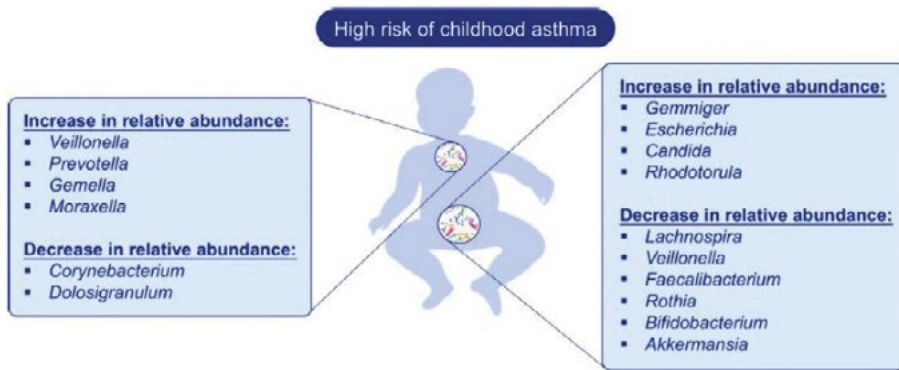 High risk of childhood asthma
Increase in relative abundance:
▪ Veillonella
▪ Prevotella
▪ Gemella
▪ Moraxella
Decrease in relative abundance:
▪ Corynebacterium
▪ Dolosigranulum
Increase in relative abundance:
▪ Gemmiger
▪ Escherichia
▪ Candida
▪ Rhodotorula
Decrease in relative abundance:
▪ Lachnospira
▪ Veillonella
▪ Faecalibacterium
▪ Rothia
▪ Bifidobacterium
▪ Akkermansia